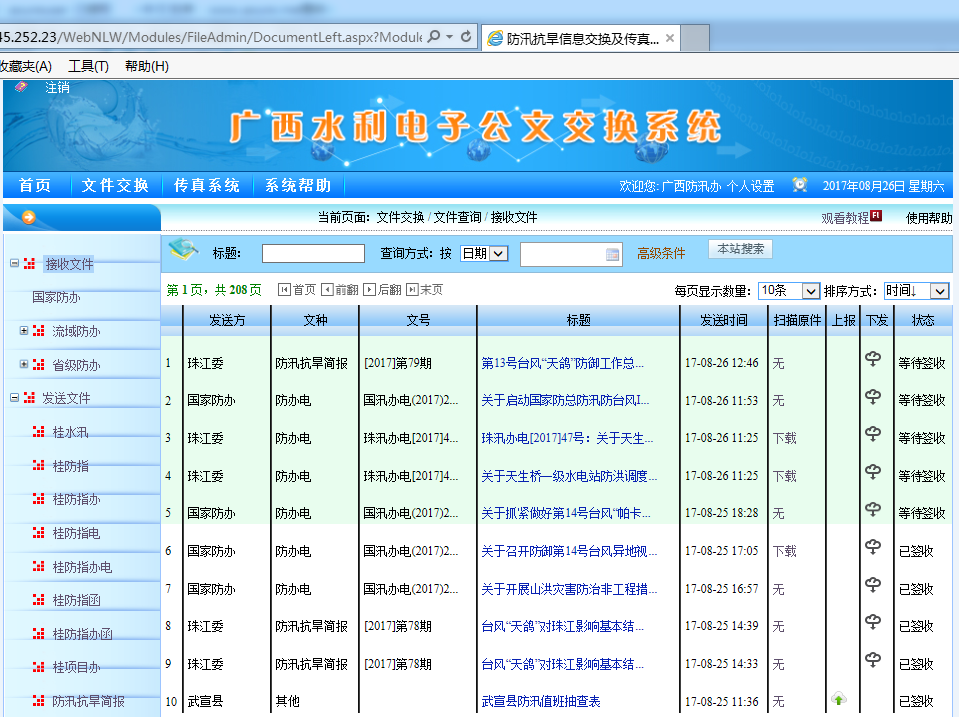 45.252.23/WebNLW/Modules/FileAdmin/DocumentLeft.aspx?Module
防汛抗旱信息交换及传真...
收藏夹(A) 工具(T) 帮助(H)
注销
广西水利电子公文交换系统
首页 文件交换 传真系统 系统帮助 欢迎您: 广西防汛办 个人设置 2017年08月26日 星期六
当前页面: 文件交换 / 文件查询 / 接收文件 观看教程 使用帮助
标题: 查询方式: 按 日期 高级条件 本站搜索
第 1 页, 共 208 页 首页 前翻 后翻 末页 每页显示数量: 10条 排序方式: 时间↓
接收文件
国家防办
流域防办
省级防办
发送文件
桂水汛
桂防指
桂防指办
桂防指电
桂防指办电
桂防指函
桂防指办函
桂项目办
防汛抗旱简报
发送方 文种 文号 标题 发送时间 扫描原件 上报 下发 状态
1 珠江委 防汛抗旱简报 [2017]第79期 第13号台风“天鸽”防御工作总... 17-08-26 12:46 无 等待签收
2 国家防办 防办电 国汛办电(2017)2... 关于启动国家防总防汛防台风I... 17-08-26 11:53 无 等待签收
3 珠江委 防办电 珠汛办电[2017]4... 珠汛办电[2017]47号：关于天生... 17-08-26 11:25 下载 等待签收
4 珠江委 防办电 珠汛办电[2017]4... 关于天生桥一级水电站防洪调度... 17-08-26 11:25 下载 等待签收
5 国家防办 防办电 国汛办电(2017)2... 关于抓紧做好第14号台风“帕卡... 17-08-25 18:28 无 等待签收
6 国家防办 防办电 国汛办电(2017)2... 关于召开防御第14号台风异地视... 17-08-25 17:05 下载 已签收
7 国家防办 防办电 国汛办电(2017)2... 关于开展山洪灾害防治非工程措... 17-08-25 16:57 无 已签收
8 珠江委 防汛抗旱简报 [2017]第78期 台风“天鸽”对珠江影响基本结... 17-08-25 14:39 无 已签收
9 珠江委 防汛抗旱简报 [2017]第78期 台风“天鸽”对珠江影响基本结... 17-08-25 14:33 无 已签收
10 武宣县 其他 武宣县防汛值班抽查表 17-08-25 11:36 无 已签收